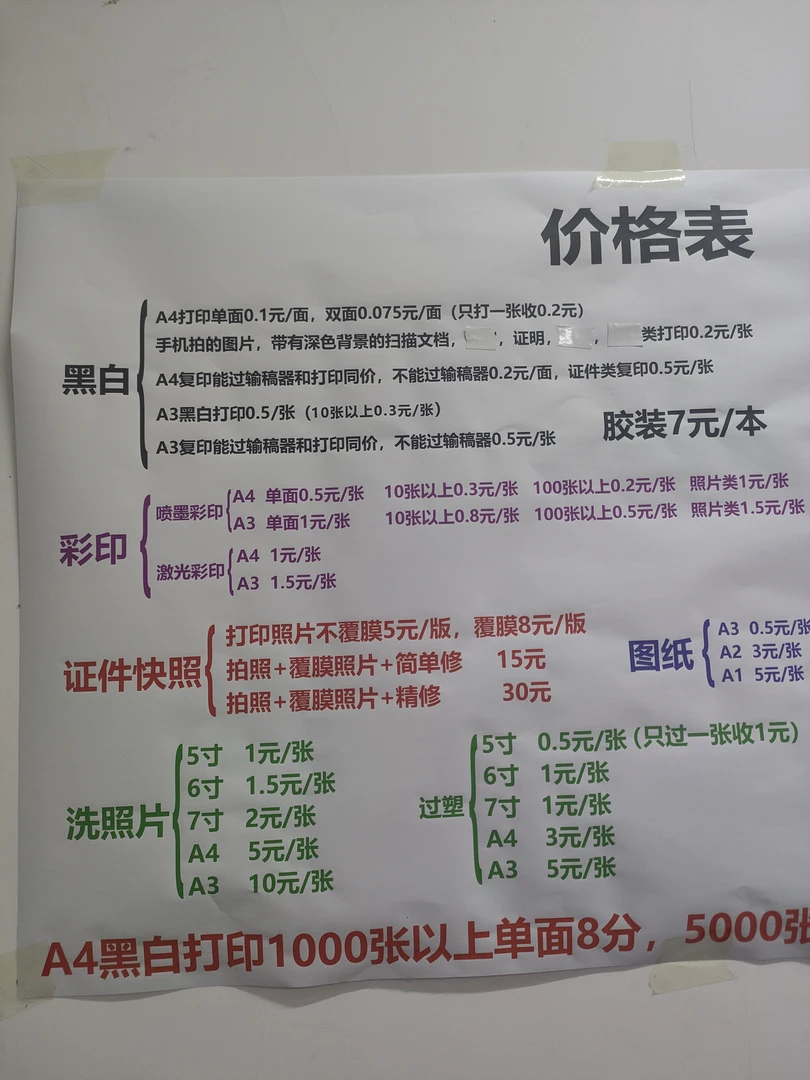 价格表
黑白
A4打印单面0.1元/面，双面0.075元/面（只打一张收0.2元）
手机拍的图片，带有深色背景的扫描文档， ，证明， ， 类打印0.2元/张
A4复印能过输稿器和打印同价，不能过输稿器0.2元/面，证件类复印0.5元/张
A3黑白打印0.5/张（10张以上0.3元/张）
胶装7元/本
A3复印能过输稿器和打印同价，不能过输稿器0.5元/张
彩印
喷墨彩印
A4 单面0.5元/张 10张以上0.3元/张 100张以上0.2元/张 照片类1元/张
A3 单面1元/张 10张以上0.8元/张 100张以上0.5元/张 照片类1.5元/张
激光彩印
A4 1元/张
A3 1.5元/张
证件快照
打印照片不覆膜5元/版，覆膜8元/版
拍照+覆膜照片+简单修 15元
拍照+覆膜照片+精修 30元
图纸
A3 0.5元/张
A2 3元/张
A1 5元/张
洗照片
5寸 1元/张
6寸 1.5元/张
7寸 2元/张
A4 5元/张
A3 10元/张
过塑
5寸 0.5元/张（只过一张收1元）
6寸 1元/张
7寸 1元/张
A4 3元/张
A3 5元/张
A4黑白打印1000张以上单面8分，5000张